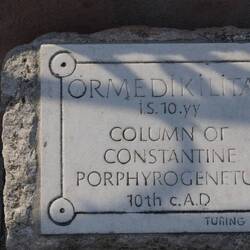 ÖRMEDİKİLİTA
İ.S.10.yy
COLUMN OF
CONSTANTINE
PORPHYROGENETU
10th c.A.D
TURING